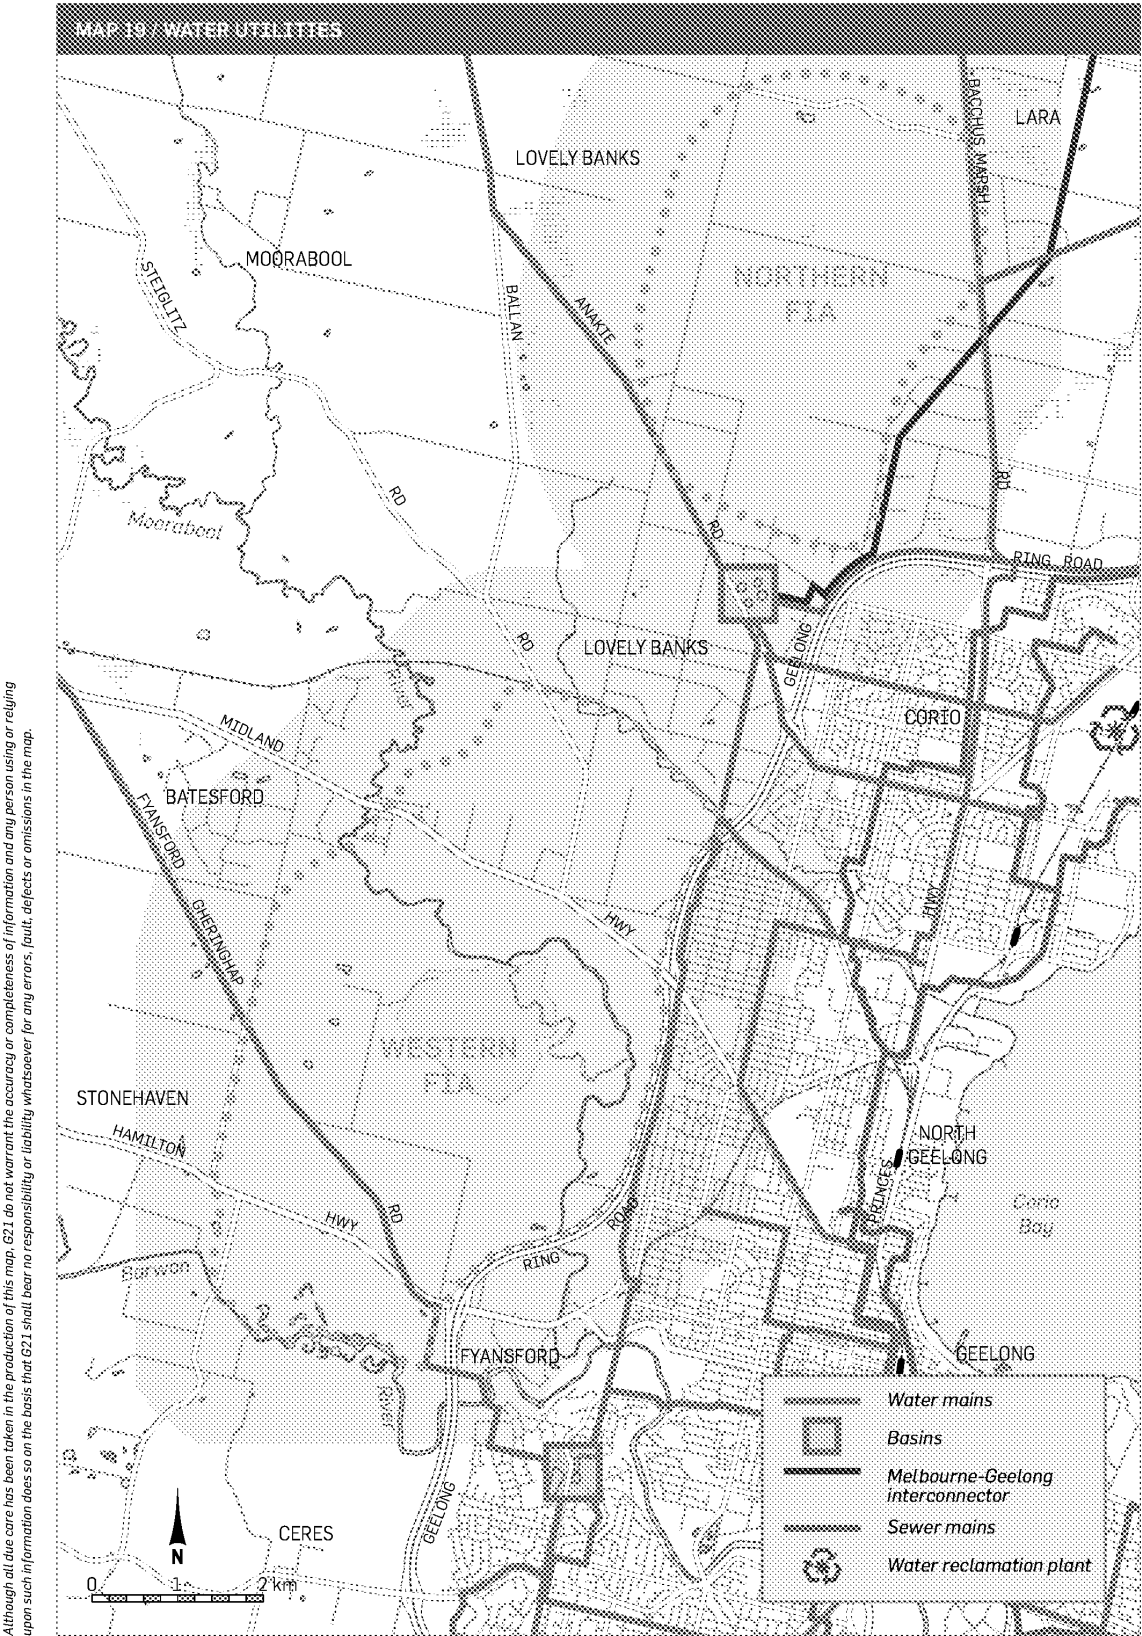 MAP 19 / WATER UTILITIES
LARA
BACCHUS MARSH
LOVELY BANKS
MOORABOOL
NORTHERN
FIA
STEIGLITZ
BALLAN
ANAKIE
RD
RD
Moorabool
RD
RING ROAD
LOVELY BANKS
RD
GEELONG
River
CORIO
MIDLAND
BATESFORD
FYANSFORD
GHERINGHAP
HWY
HWY
WESTERN
FIA
STONEHAVEN
HAMILTON
NORTH
GEELONG
PRINCES
Corio
Bay
HWY
RD
ROAD
RING
Barwon
FYANSFORD
GEELONG
River
GEELONG
CERES
N
0 1 2 km
Water mains
Basins
Melbourne-Geelong
interconnector
Sewer mains
Water reclamation plant
Although all due care has been taken in the production of this map. G21 do not warrant the accuracy or completeness of information and any person using or relying
upon such information does so on the basis that G21 shall bear no responsibility or liability whatsoever for any errors, fault, defects or omissions in the map.